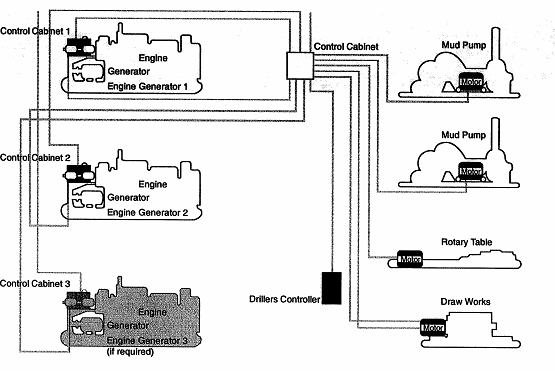 Control Cabinet 1
Engine
Generator
Engine Generator 1
Control Cabinet
Mud Pump
Motor
Control Cabinet 2
Engine
Generator
Engine Generator 2
Mud Pump
Motor
Rotary Table
Motor
Control Cabinet 3
Engine
Generator
Engine Generator 3
(if required)
Drillers Controller
Draw Works
Motor